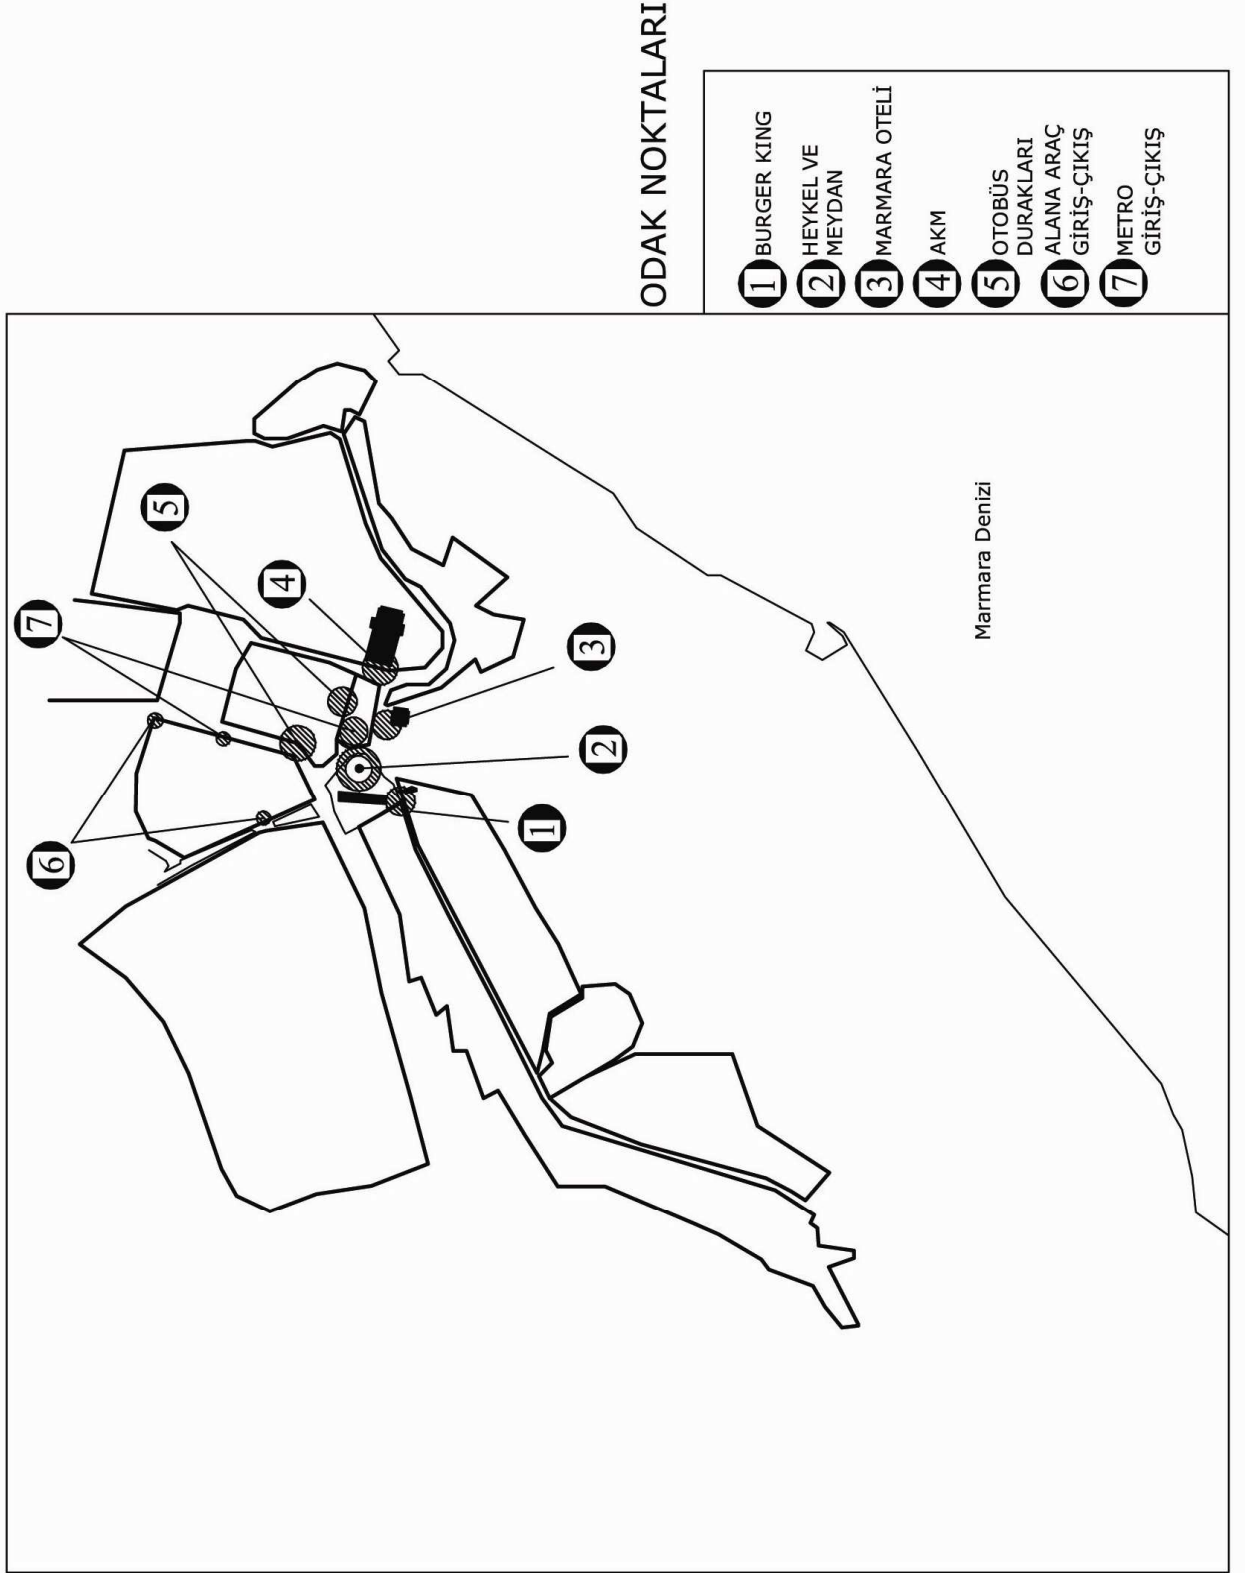 ODAK NOKTALARI
1 BURGER KING
2 HEYKEL VE
MEYDAN
3 MARMARA OTELİ
4 AKM
5 OTOBÜS
DURAKLARI
6 ALANA ARAÇ
GİRİŞ-ÇIKIŞ
7 METRO
GİRİŞ-ÇIKIŞ
7
5
4
6
3
2
1
Marmara Denizi